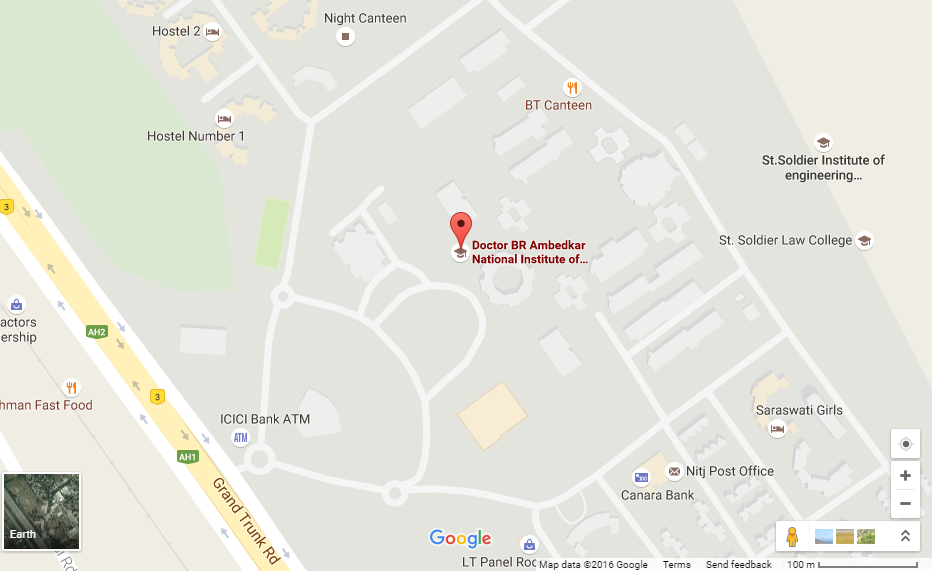 Night Canteen
Hostel 2
BT Canteen
Hostel Number 1
St.Soldier Institute of
engineering...
3
St. Soldier Law College
Doctor BR Ambedkar
National Institute of...
actors
ership
AH2
3
hman Fast Food
ICICI Bank ATM
ATM
Saraswati Girls
AH1
Grand Trunk Rd
Nitj Post Office
Canara Bank
Earth
Google
LT Panel Roo
Rd
Map data ©2016 Google Terms Send feedback 100 m